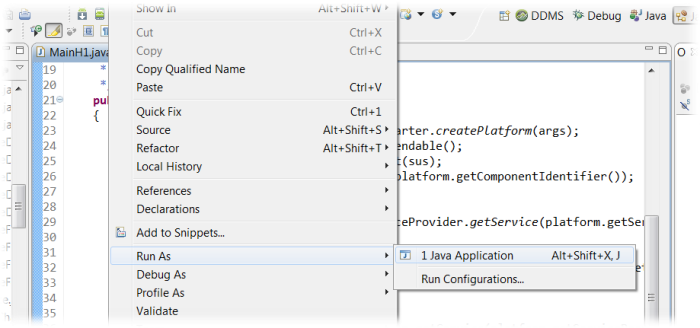 Show In Alt+Shift+W
DDMS Debug Java
Cut Ctrl+X
MainH1.java Copy Ctrl+C
19 * Copy Qualified Name
20 * Paste Ctrl+V
21 pu
22 { Quick Fix Ctrl+1
23 Source Alt+Shift+S arter.createPlatform(args);
24 Refactor Alt+Shift+T endable();
25 Local History t(sus);
26 platform.getComponentIdentifier());
27 References
28 Declarations
29 ceProvider.getService(platform.getSer
30 Add to Snippets...
31 Run As 1 Java Application Alt+Shift+X, J
32 Debug As Run Configurations...
33 Profile As
34 Validate
35